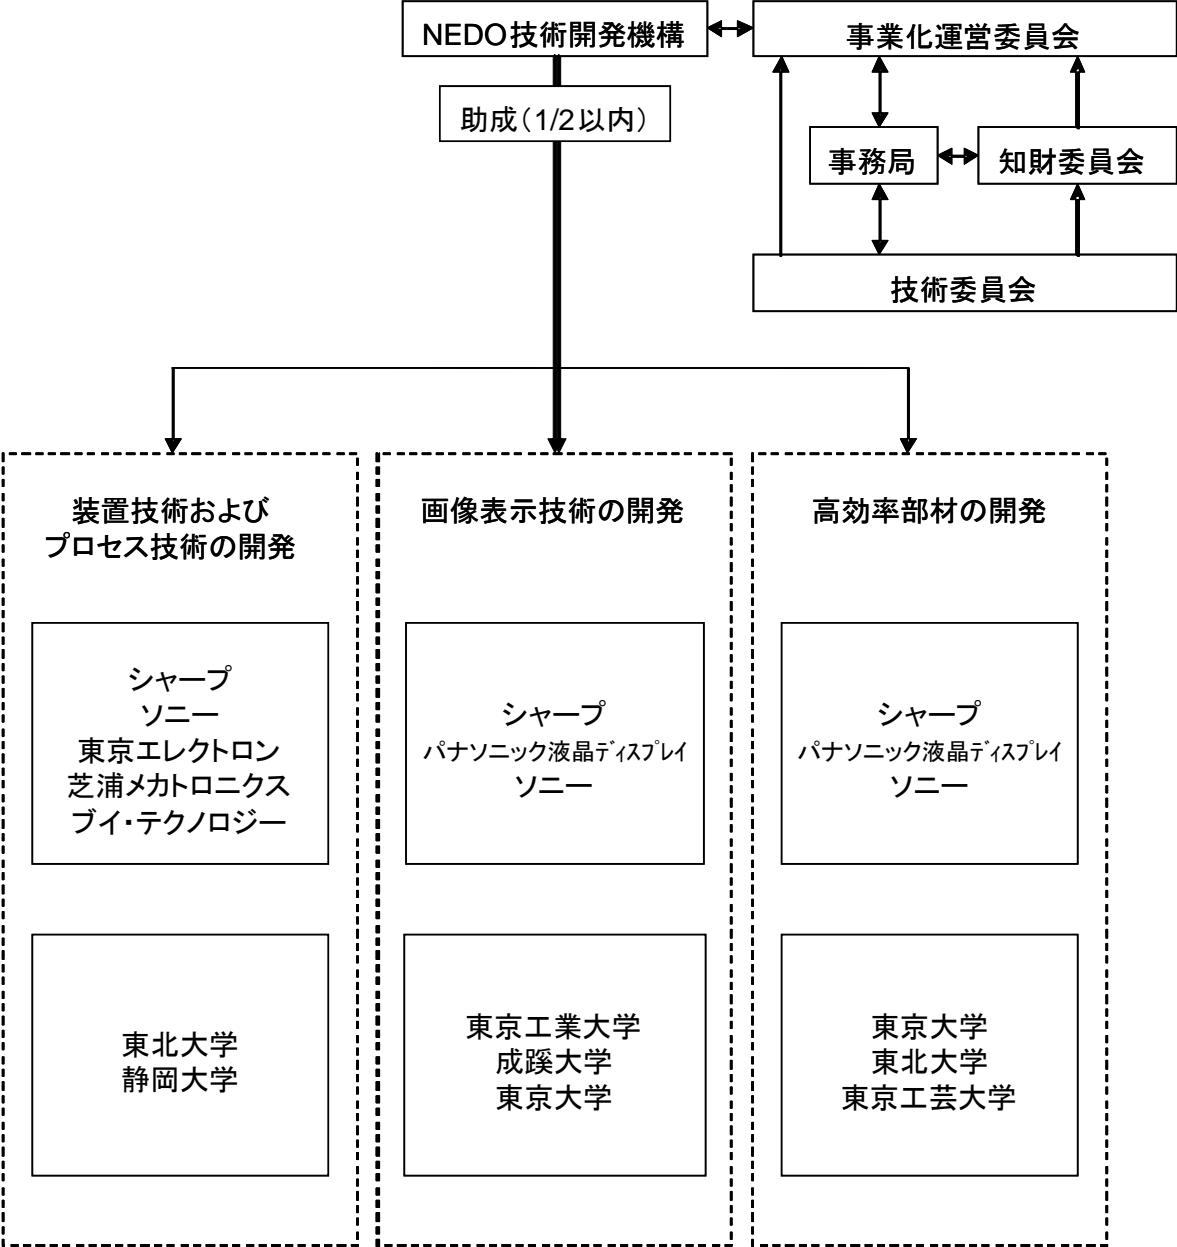 NEDO技術開発機構
事業化運営委員会
助成（1/2以内）
事務局
知財委員会
技術委員会
装置技術および
プロセス技術の開発
シャープ
ソニー
東京エレクトロン
芝浦メカトロニクス
ブイ・テクノロジー
東北大学
静岡大学
画像表示技術の開発
シャープ
パナソニック液晶ディスプレイ
ソニー
東京工業大学
成蹊大学
東京大学
高効率部材の開発
シャープ
パナソニック液晶ディスプレイ
ソニー
東京大学
東北大学
東京工芸大学